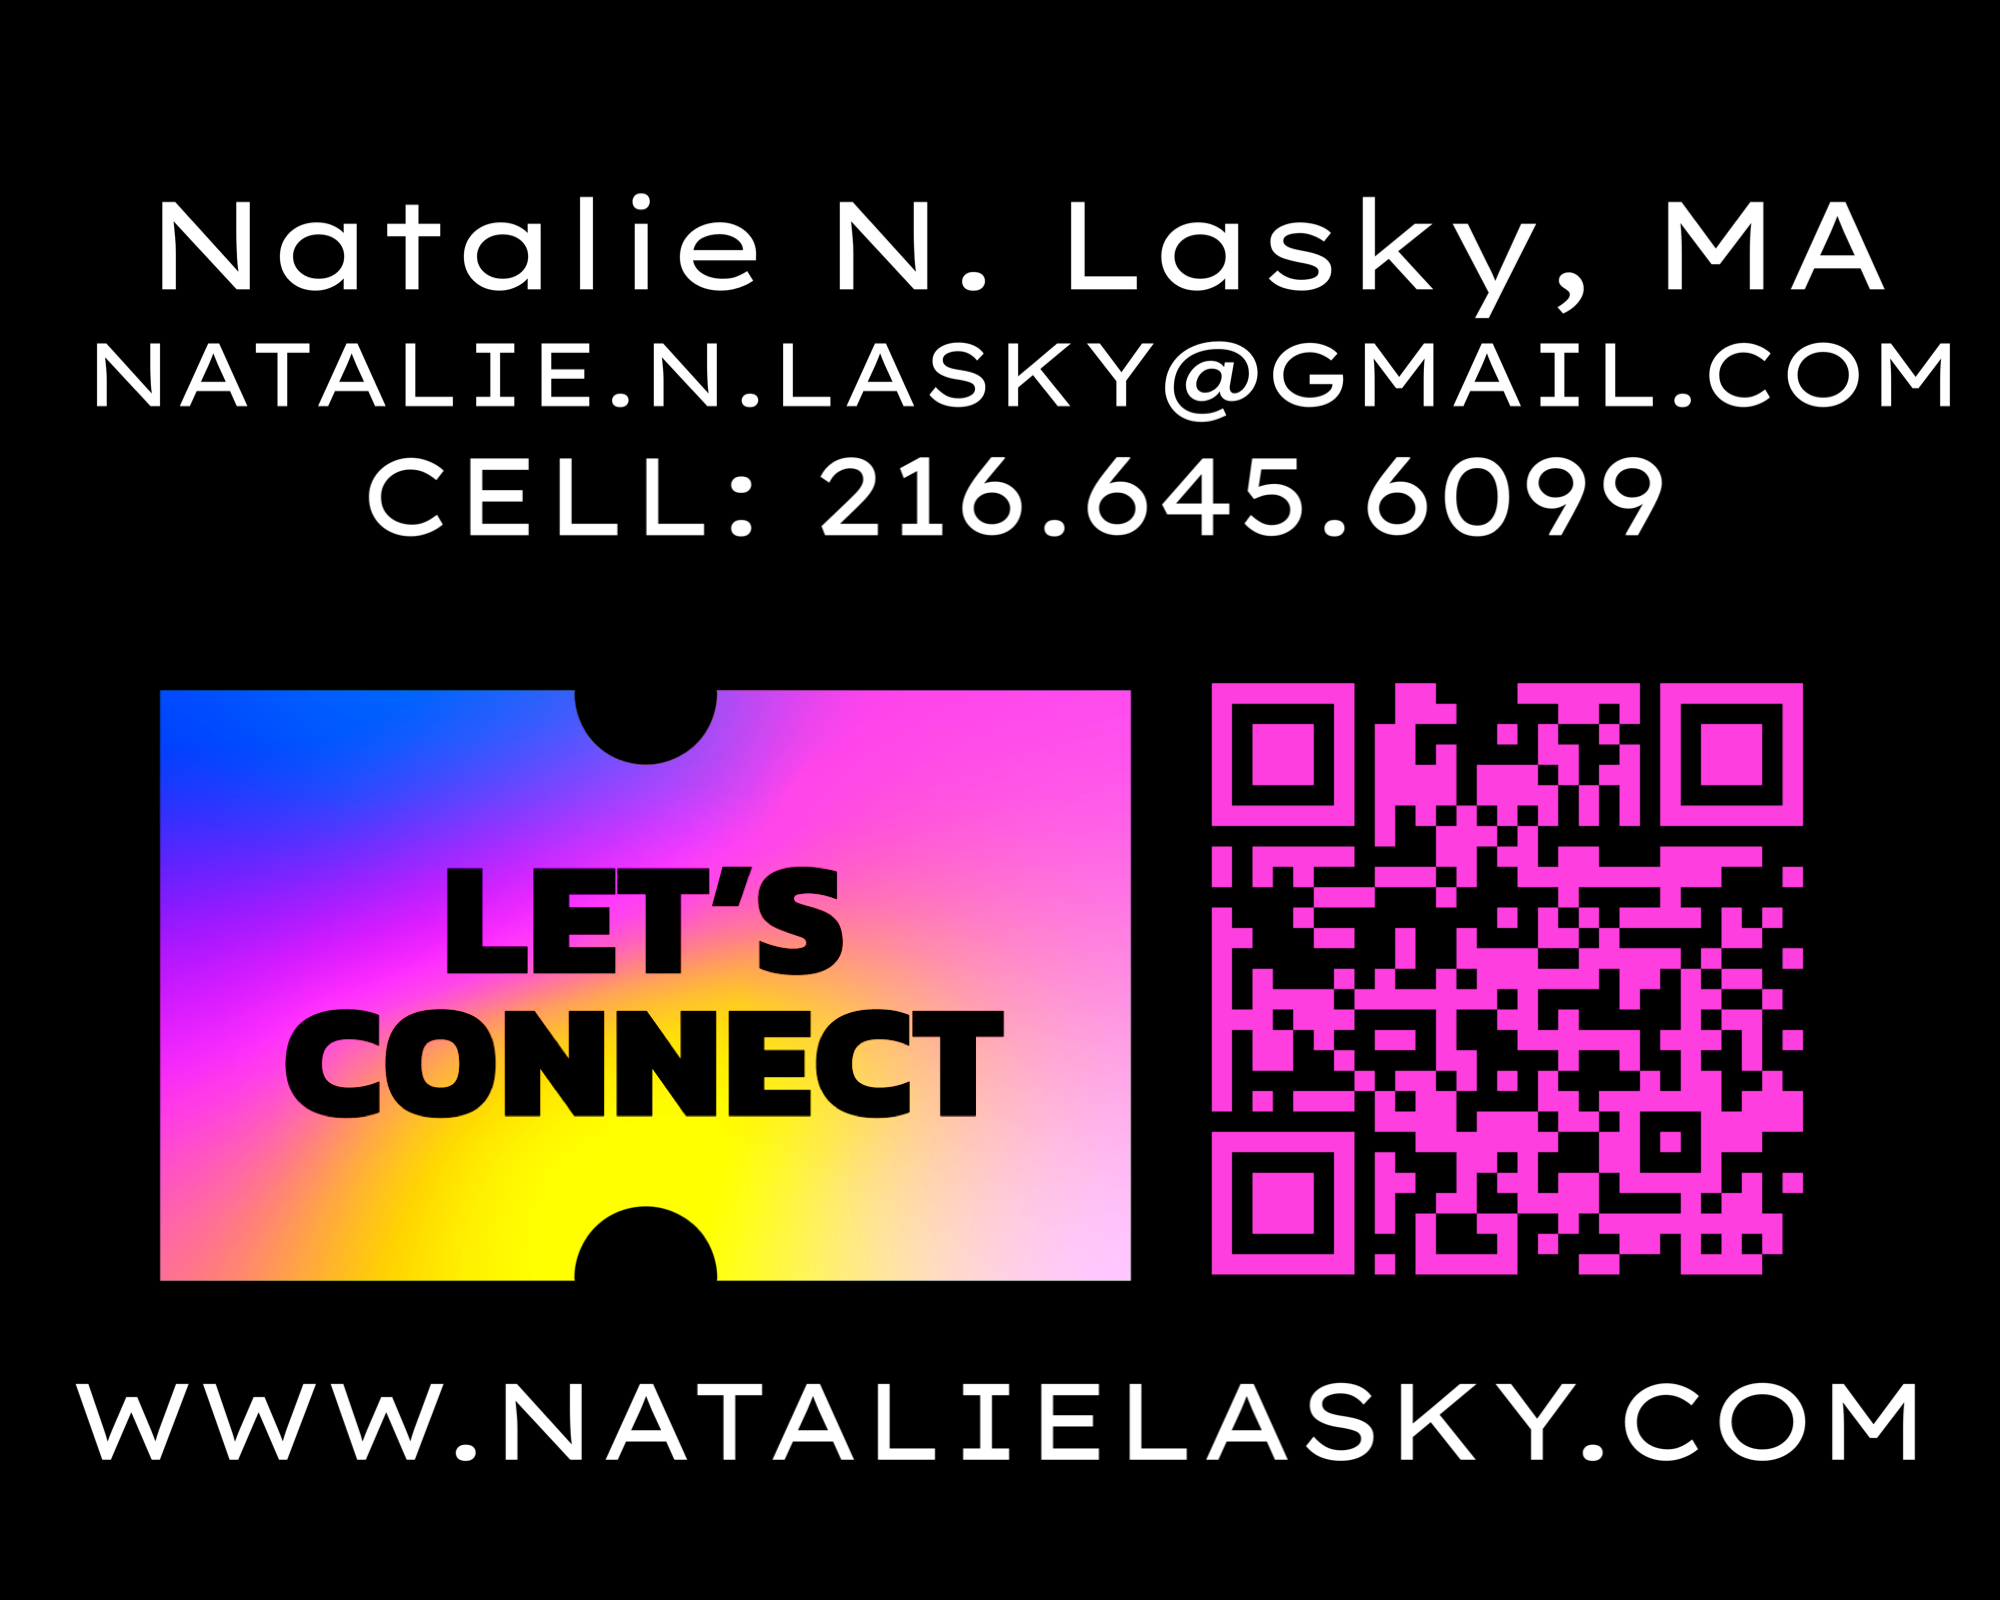 Natalie N. Lasky, MA
NATALIE.N.LASKY@GMAIL.COM
CELL: 216.645.6099
LET'S
CONNECT
WWW.NATALIELASKY.COM